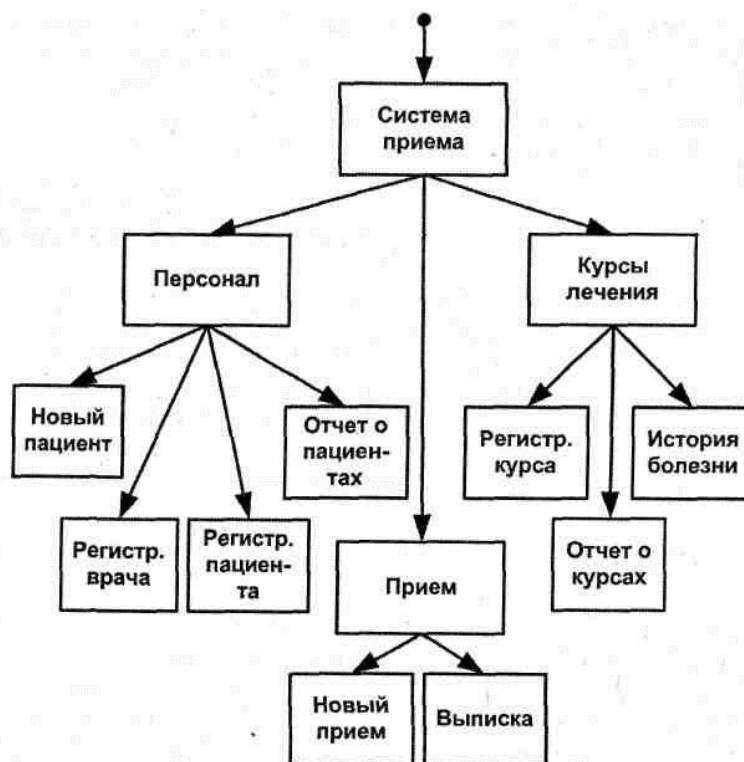 Система
приема
Персонал
Курсы
лечения
Новый
пациент
Отчет о
пациен-
тах
Регистр.
курса
История
болезни
Регистр.
врача
Регистр.
пациен-
та
Прием
Отчет о
курсах
Новый
прием
Выписка